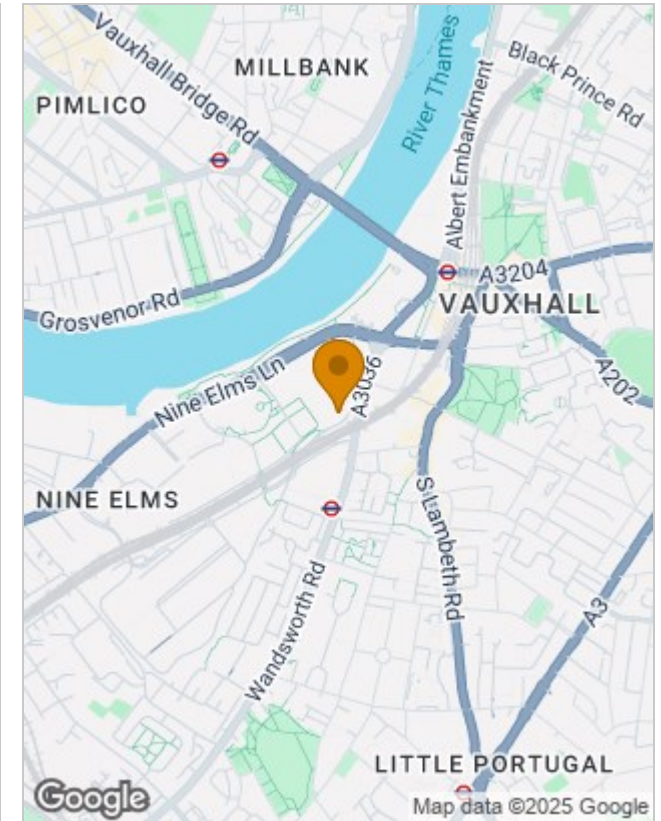 Vauxhall Bridge Rd
MILLBANK
PIMLICO
River Thames
Black Prince Rd
Albert Embankment
A3204
Grosvenor Rd
VAUXHALL
Nine Elms Ln
A3036
A202
NINE ELMS
S Lambeth Rd
Wandsworth Rd
A3
LITTLE PORTUGAL
Google
Map data ©2025 Google